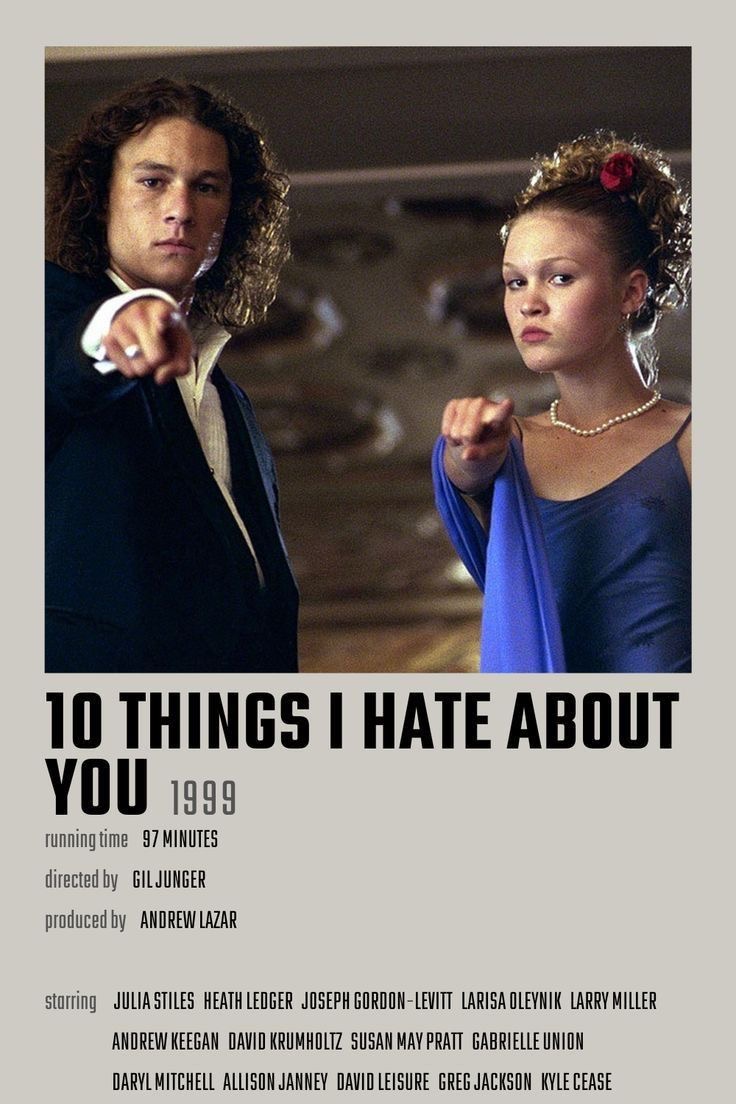 10 THINGS I HATE ABOUT
YOU 1999
running time 97 MINUTES
directed by GIL JUNGER
produced by ANDREW LAZAR
starring JULIA STILES HEATH LEDGER JOSEPH GORDON-LEVITT LARISA OLEYNIK LARRY MILLER
ANDREW KEEGAN DAVID KRUMHOLTZ SUSAN MAY PRATT GABRIELLE UNION
DARYL MITCHELL ALLISON JANNEY DAVID LEISURE GREG JACKSON KYLE CEASE